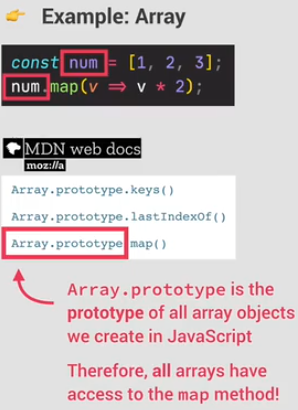 Example: Array
const num = [1, 2, 3];
num.map(v => v * 2);
MDN web docs
moz://a
Array.prototype.keys()
Array.prototype.lastIndexOf()
Array.prototype.map()
Array.prototype is the
prototype of all array objects
we create in JavaScript
Therefore, all arrays have
access to the map method!